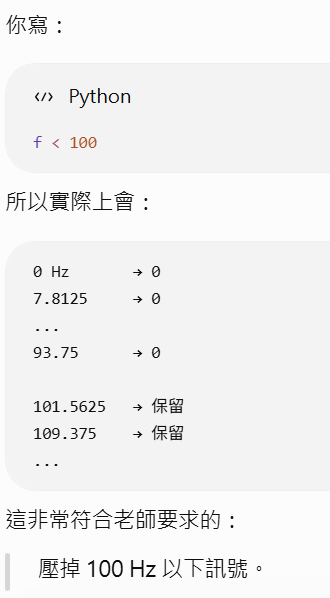 你寫：
</> Python
f < 100
所以實際上會：
0 Hz → 0
7.8125 → 0
...
93.75 → 0
101.5625 → 保留
109.375 → 保留
...
這非常符合老師要求的：
壓掉 100 Hz 以下訊號。